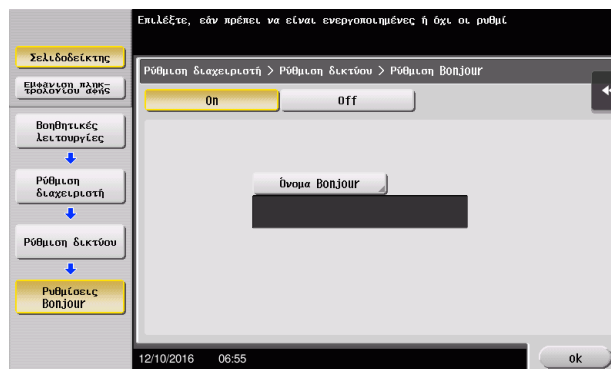 Επιλέξτε, εάν πρέπει να είναι ενεργοποιημένες ή όχι οι ρυθμί
Σελιδοδείκτης
Εμφάνιση πληκ-
τρολογίου αφής
Βοηθητικές
λειτουργίες
Ρύθμιση
διαχειριστή
Ρύθμιση δικτύου
Ρυθμίσεις
Bonjour
Ρύθμιση διαχειριστή > Ρύθμιση δικτύου > Ρύθμιση Bonjour
On
Off
Όνομα Bonjour
12/10/2016 06:55
ok